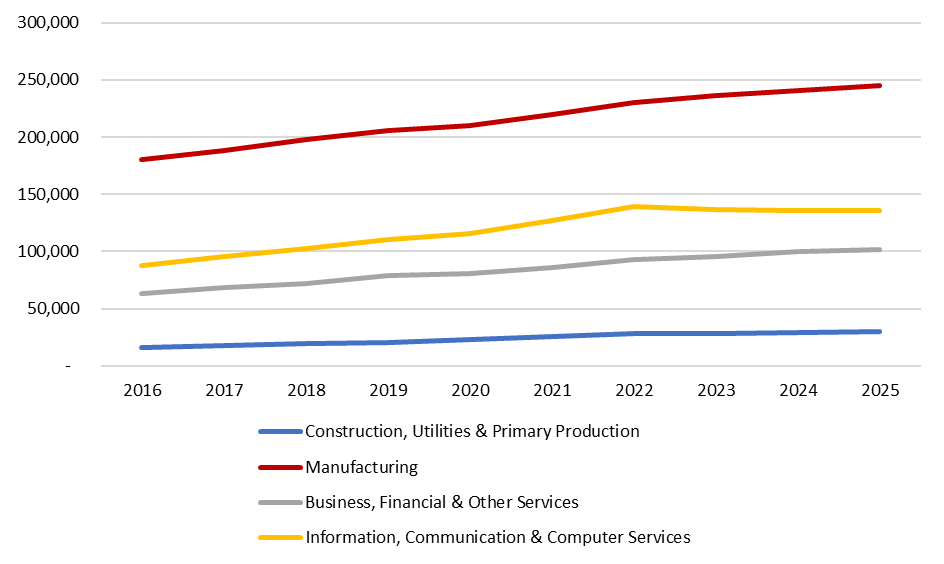 300,000
250,000
200,000
150,000
100,000
50,000
-
2016 2017 2018 2019 2020 2021 2022 2023 2024 2025
Construction, Utilities & Primary Production
Manufacturing
Business, Financial & Other Services
Information, Communication & Computer Services